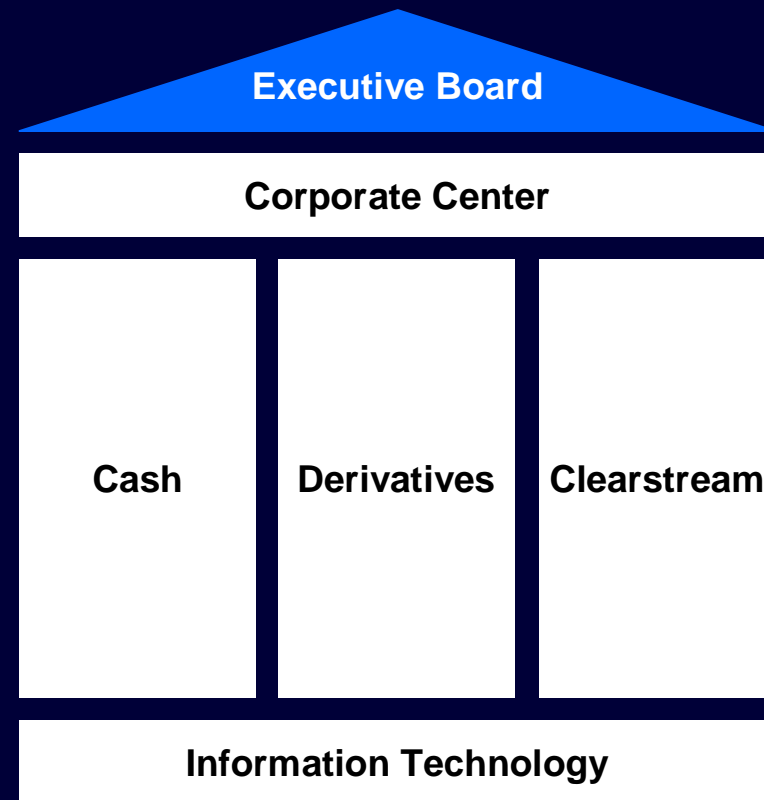 Executive Board
Corporate Center
Cash
Derivatives
Clearstream
Information Technology